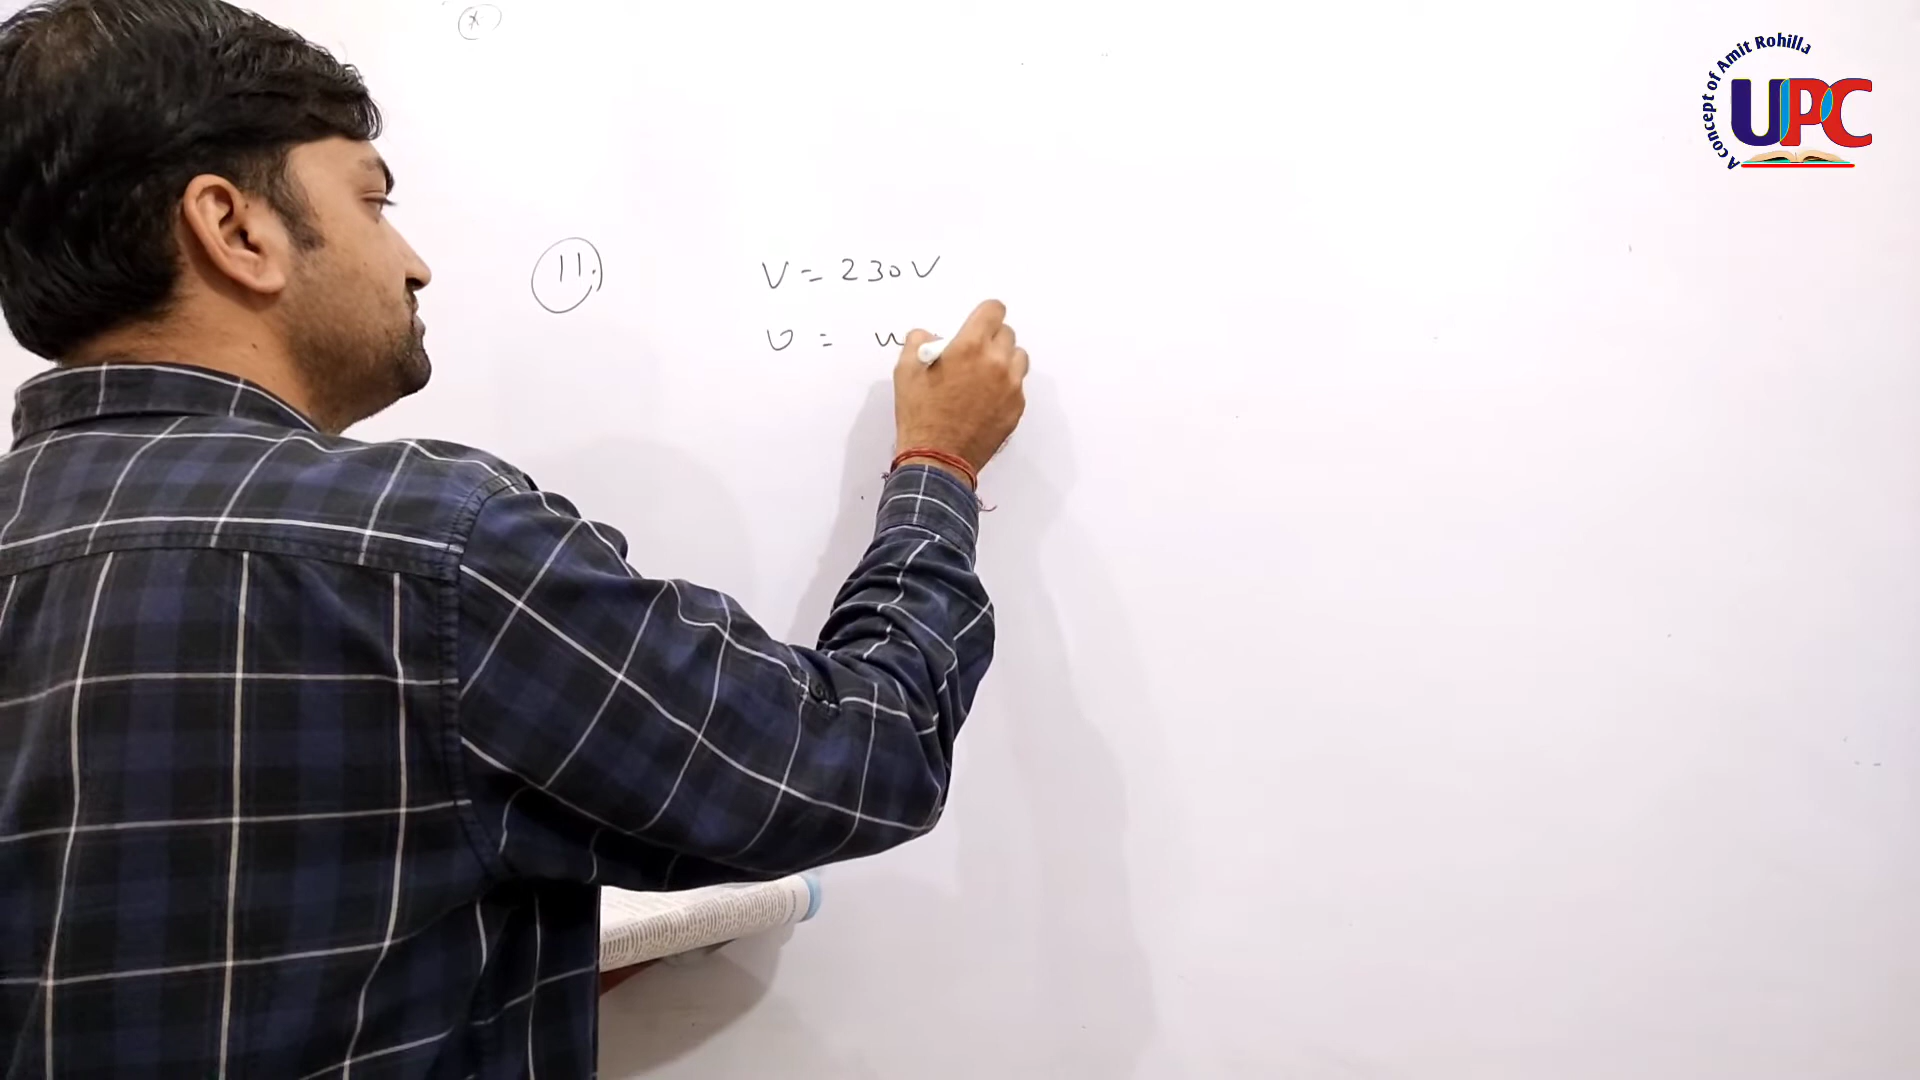 A concept of Amit Rohilla
UPC
11.
V = 230V
υ =